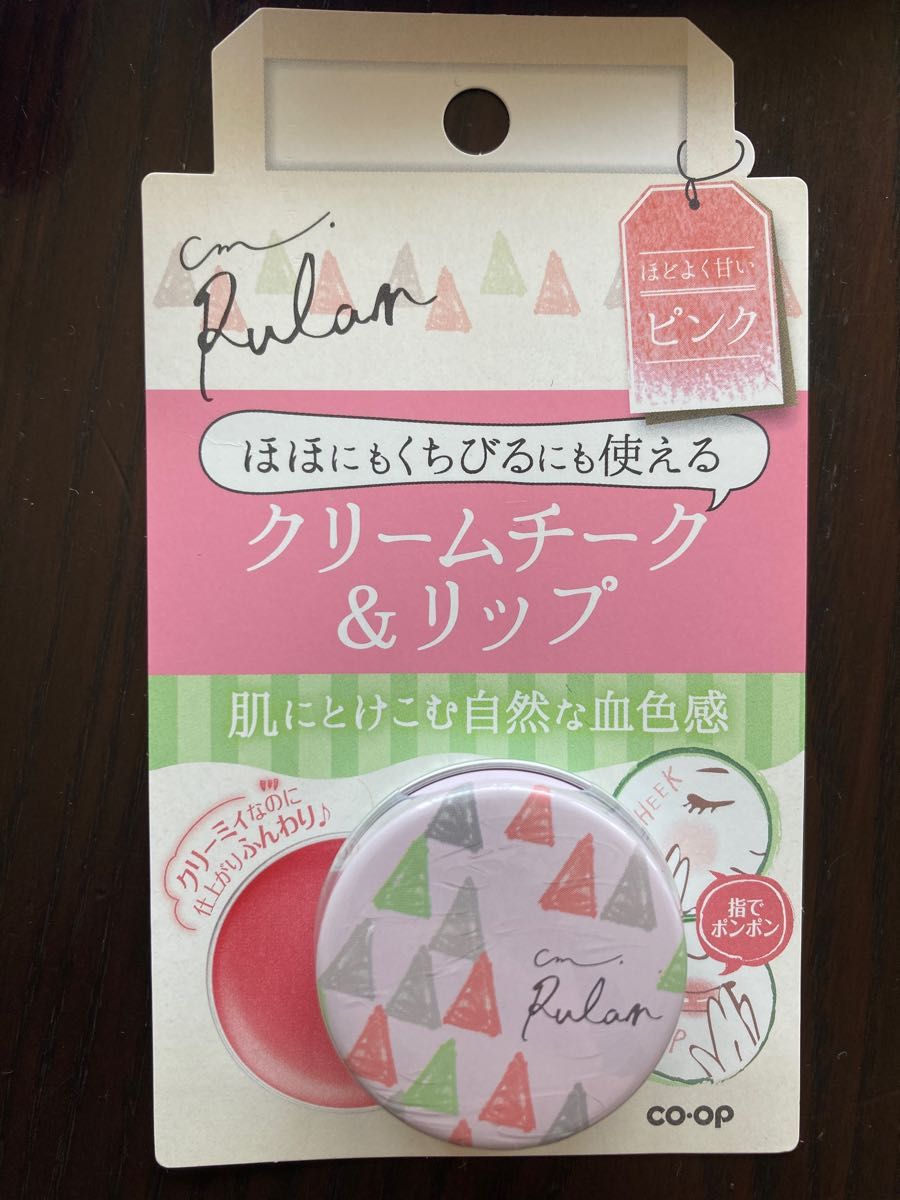 cm.
Rulam
ほどよく甘い
ピンク
ほほにもくちびるにも使える
クリームチーク
&リップ
肌にとけこむ自然な血色感
クリーミィなのに
仕上がりふんわり♪
HEEK
指で
ポンポン
P
cm.
Rulam
CO・OP